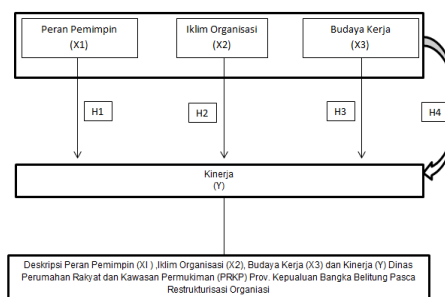 Peran Pemimpin
(X1)
Iklim Organisasi
(X2)
Budaya Kerja
(X3)
H1
H2
H3
H4
Kinerja
(Y)
Deskripsi Peran Pemimpin (XI ) ,Iklim Organisasi (X2), Budaya Kerja (X3) dan Kinerja (Y) Dinas
Perumahan Rakyat dan Kawasan Permukiman (PRKP) Prov. Kepualuan Bangka Belitung Pasca
Restrukturisasi Organiasi